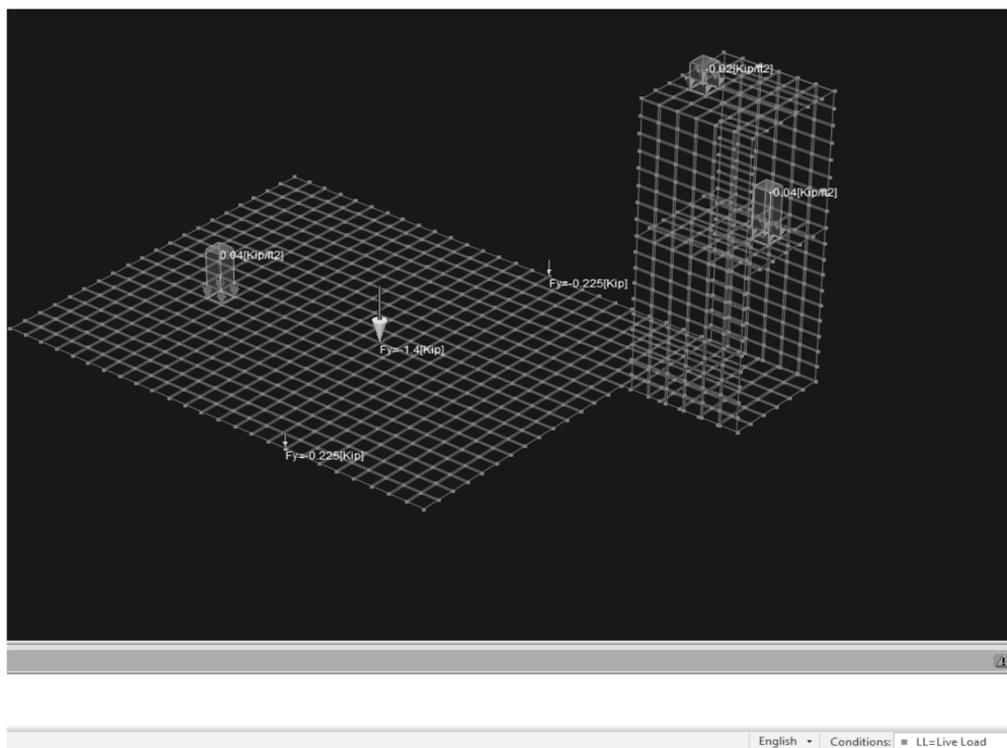 -0.02[Kip/ft2]
-0.04[Kip/ft2]
0.04[Kip/ft2]
Fy=-0.225[Kip]
Fy=-1.4[Kip]
Fy=-0.225[Kip]
English Conditions: LL=Live Load